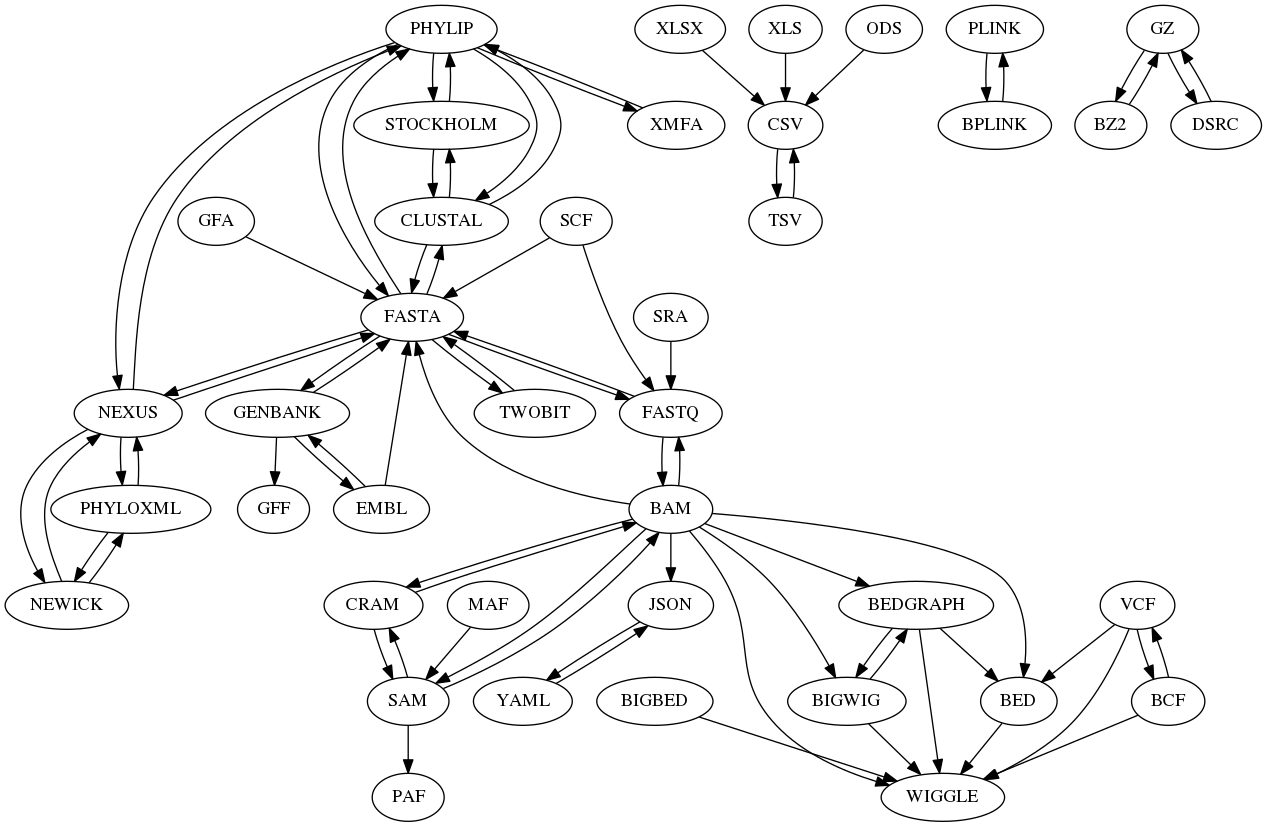 PHYLIP
XLSX
XLS
ODS
PLINK
GZ
STOCKHOLM
XMFA
CSV
BPLINK
BZ2
DSRC
GFA
CLUSTAL
SCF
TSV
FASTA
SRA
NEXUS
GENBANK
TWOBIT
FASTQ
PHYLOXML
GFF
EMBL
BAM
NEWICK
CRAM
MAF
JSON
BEDGRAPH
VCF
SAM
YAML
BIGBED
BIGWIG
BED
BCF
PAF
WIGGLE